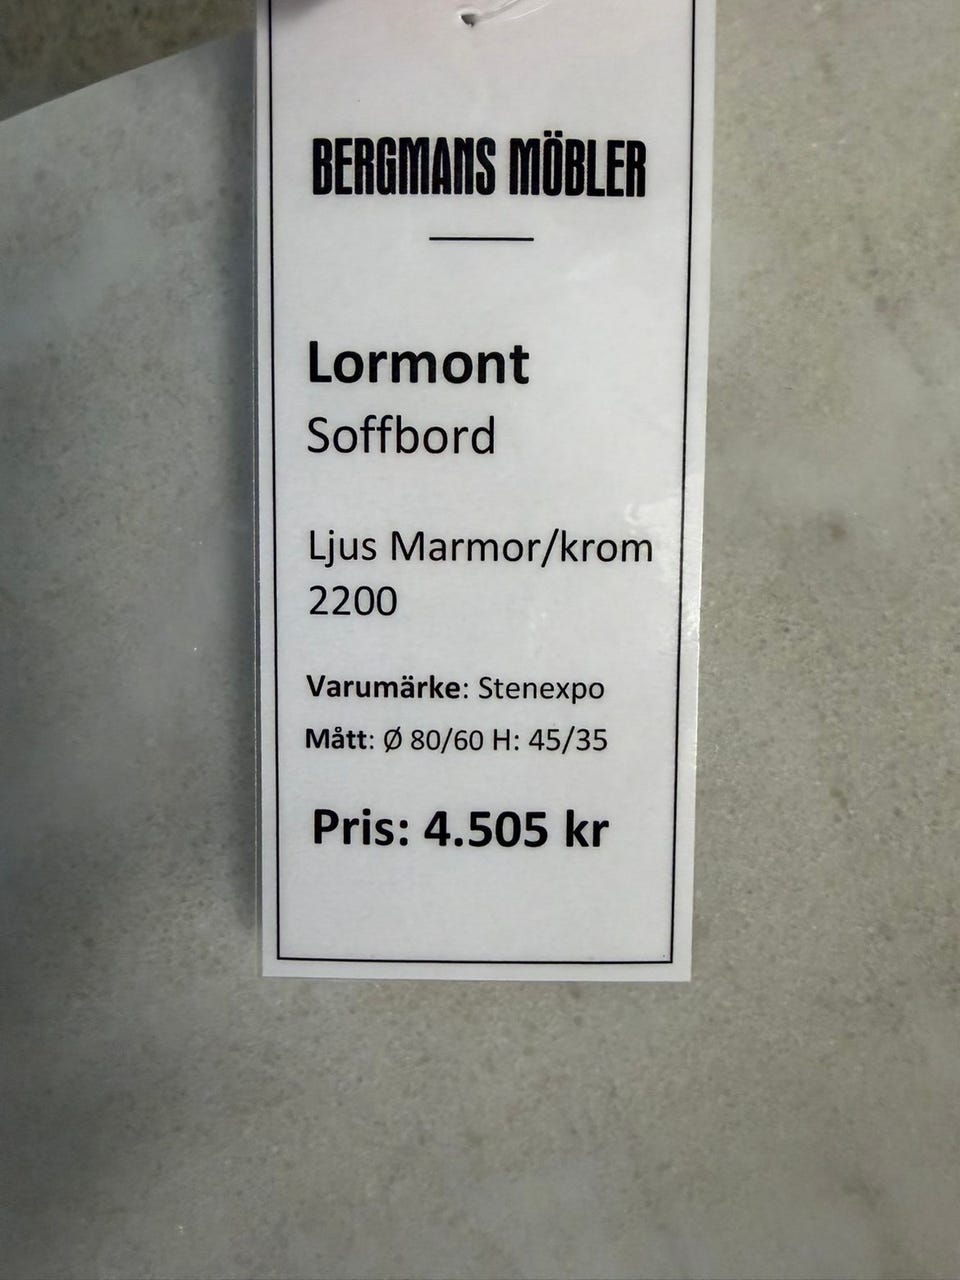 BERGMANS MÖBLER
Lormont
Soffbord
Ljus Marmor/krom
2200
Varumärke: Stenexpo
Mått: Ø 80/60 H: 45/35
Pris: 4.505 kr